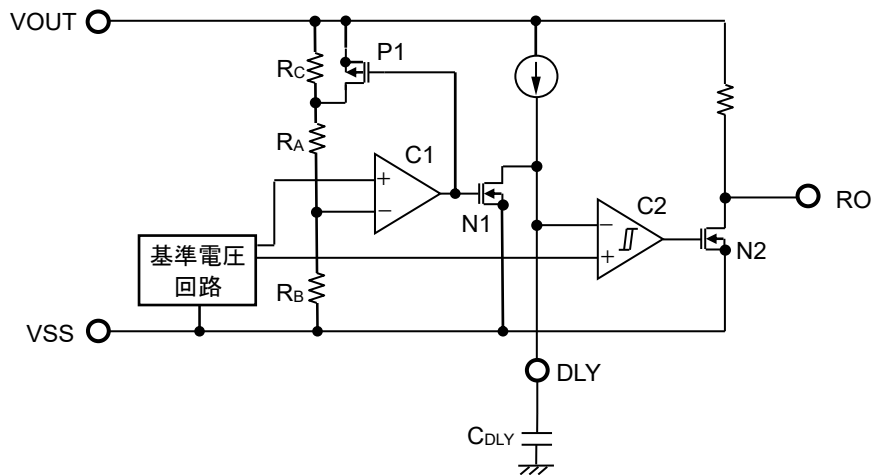 VOUT
P1
RC
RA
C1
+
−
N1
C2
−
+
RO
N2
基準電圧
回路
RB
VSS
DLY
CDLY